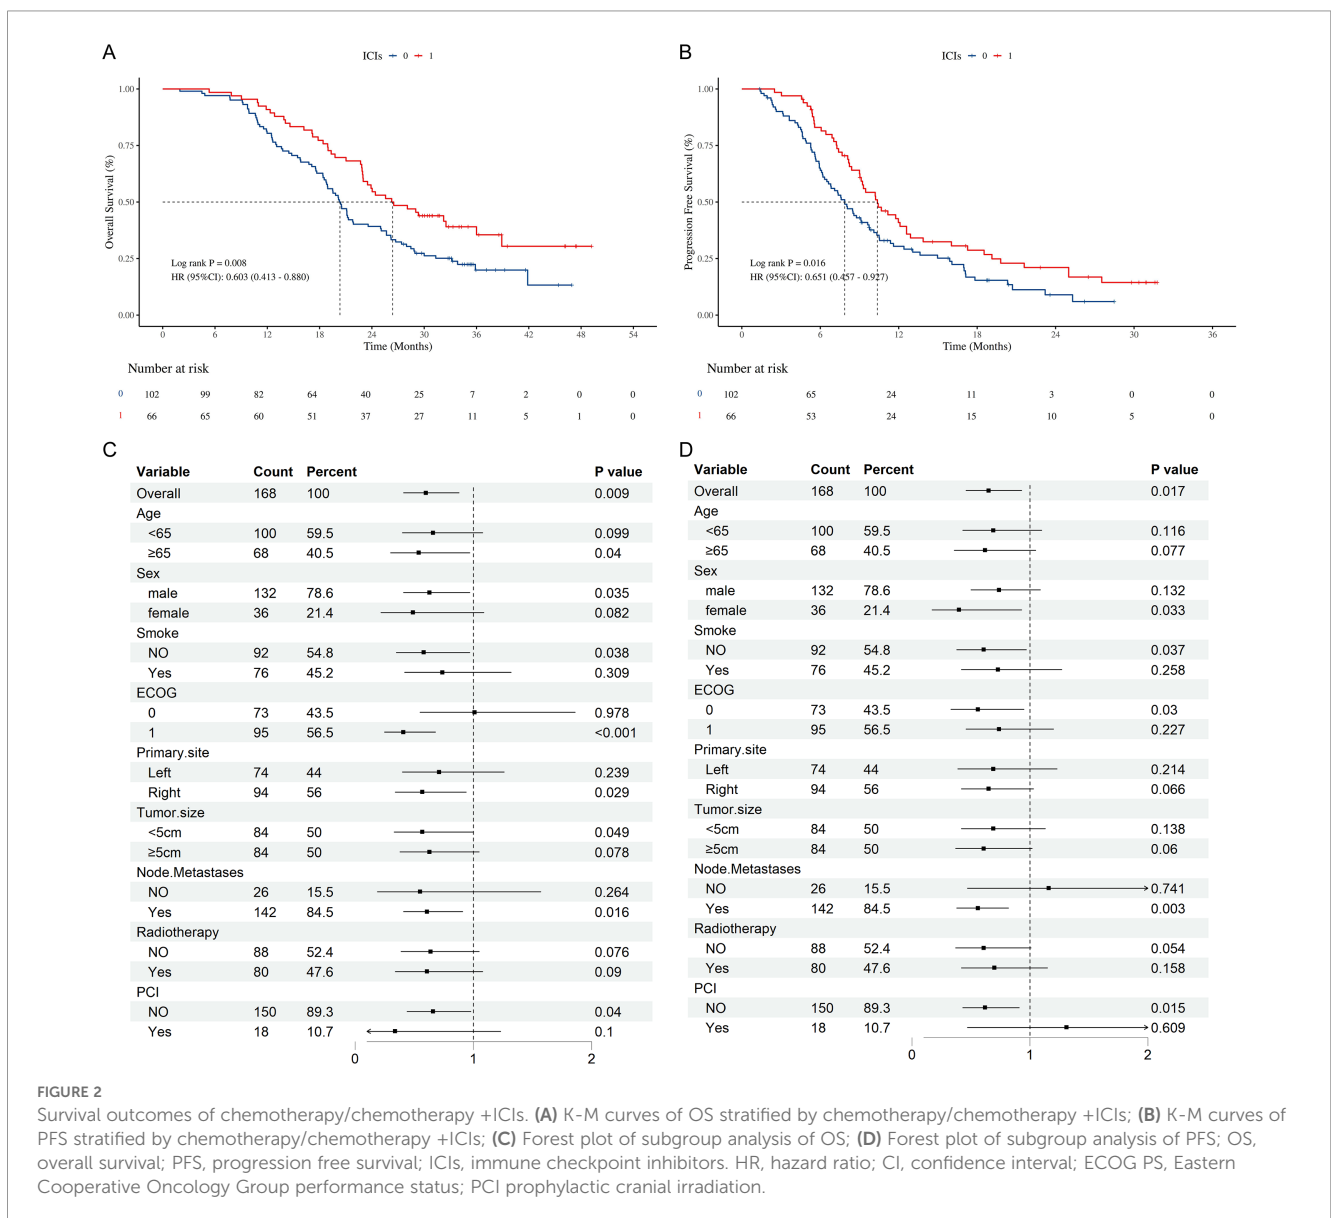 A
ICIs 0 1
1.00
0.75
0.50
0.25
0.00
Overall Survival (%)
Log rank P = 0.008
HR (95%CI): 0.603 (0.413 - 0.880)
0 6 12 18 24 30 36 42 48 54
Time (Months)
Number at risk
0 102 99 82 64 40 25 7 2 0 0
1 66 65 60 51 37 27 11 5 1 0
B
ICIs 0 1
1.00
0.75
0.50
0.25
0.00
Progression Free Survival (%)
Log rank P = 0.016
HR (95%CI): 0.651 (0.457 - 0.927)
0 6 12 18 24 30 36
Time (Months)
Number at risk
0 102 65 24 11 3 0 0
1 66 53 24 15 10 5 0
C
Variable Count Percent P value
Overall 168 100 0.009
Age
<65 100 59.5 0.099
≥65 68 40.5 0.04
Sex
male 132 78.6 0.035
female 36 21.4 0.082
Smoke
NO 92 54.8 0.038
Yes 76 45.2 0.309
ECOG
0 73 43.5 0.978
1 95 56.5 <0.001
Primary.site
Left 74 44 0.239
Right 94 56 0.029
Tumor.size
<5cm 84 50 0.049
≥5cm 84 50 0.078
Node.Metastases
NO 26 15.5 0.264
Yes 142 84.5 0.016
Radiotherapy
NO 88 52.4 0.076
Yes 80 47.6 0.09
PCI
NO 150 89.3 0.04
Yes 18 10.7 0.1
0 1 2
D
Variable Count Percent P value
Overall 168 100 0.017
Age
<65 100 59.5 0.116
≥65 68 40.5 0.077
Sex
male 132 78.6 0.132
female 36 21.4 0.033
Smoke
NO 92 54.8 0.037
Yes 76 45.2 0.258
ECOG
0 73 43.5 0.03
1 95 56.5 0.227
Primary.site
Left 74 44 0.214
Right 94 56 0.066
Tumor.size
<5cm 84 50 0.138
≥5cm 84 50 0.06
Node.Metastases
NO 26 15.5 0.741
Yes 142 84.5 0.003
Radiotherapy
NO 88 52.4 0.054
Yes 80 47.6 0.158
PCI
NO 150 89.3 0.015
Yes 18 10.7 0.609
0 1 2
FIGURE 2
Survival outcomes of chemotherapy/chemotherapy +ICIs. (A) K-M curves of OS stratified by chemotherapy/chemotherapy +ICIs; (B) K-M curves of
PFS stratified by chemotherapy/chemotherapy +ICIs; (C) Forest plot of subgroup analysis of OS; (D) Forest plot of subgroup analysis of PFS; OS,
overall survival; PFS, progression free survival; ICIs, immune checkpoint inhibitors. HR, hazard ratio; CI, confidence interval; ECOG PS, Eastern
Cooperative Oncology Group performance status; PCI prophylactic cranial irradiation.